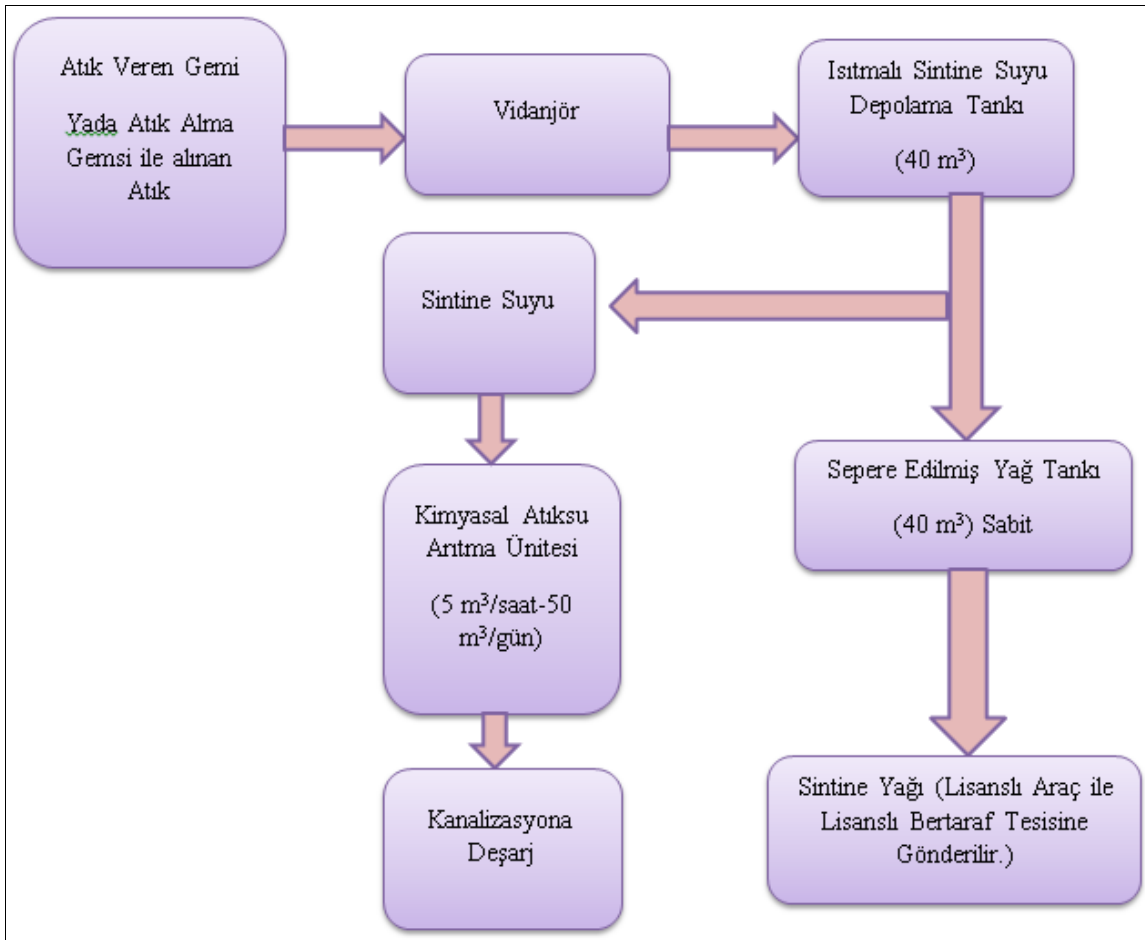 Atık Veren Gemi
Yada Atık Alma
Gemsi ile alınan
Atık
Vidanjör
Isıtmalı Sintine Suyu
Depolama Tankı
(40 m³)
Sintine Suyu
Kimyasal Atıksu
Arıtma Ünitesi
(5 m³/saat-50
m³/gün)
Kanalizasyona
Deşarj
Sepere Edilmiş Yağ Tankı
(40 m³) Sabit
Sintine Yağı (Lisanslı Araç ile
Lisanslı Bertaraf Tesisine
Gönderilir.)